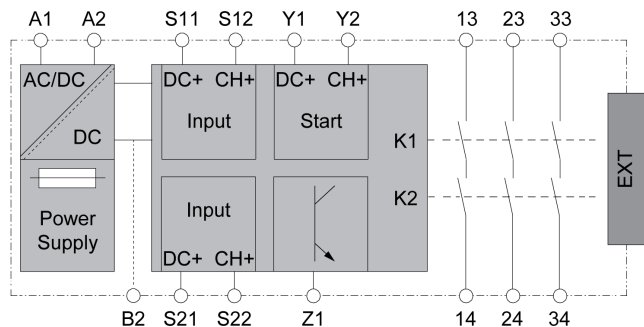 A1 A2 S11 S12 Y1 Y2 13 23 33
AC/DC DC+ CH+ DC+ CH+
Input Start
DC
K1
EXT
K2
Input
Power
Supply
DC+ CH+
B2 S21 S22 Z1 14 24 34